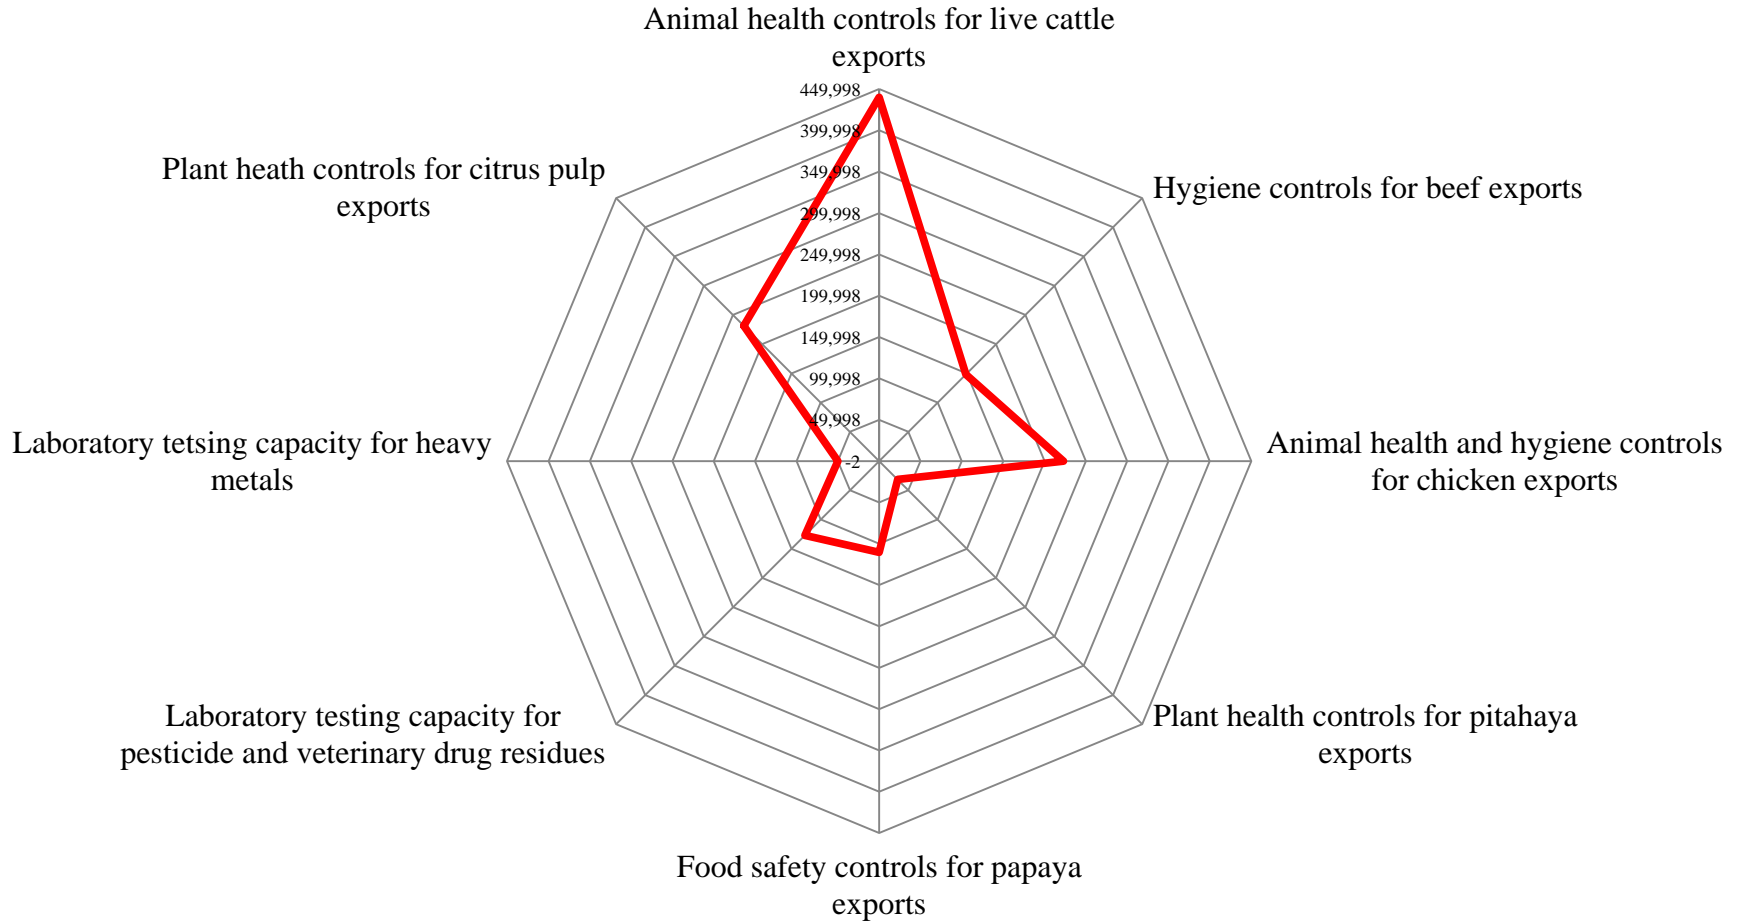 Animal health controls for live cattle
exports
449,998
399,998
349,998
299,998
249,998
199,998
149,998
99,998
49,998
-2
Hygiene controls for beef exports
Animal health and hygiene controls
for chicken exports
Plant health controls for pitahaya
exports
Food safety controls for papaya
exports
Laboratory testing capacity for
pesticide and veterinary drug residues
Laboratory tetsing capacity for heavy
metals
Plant heath controls for citrus pulp
exports